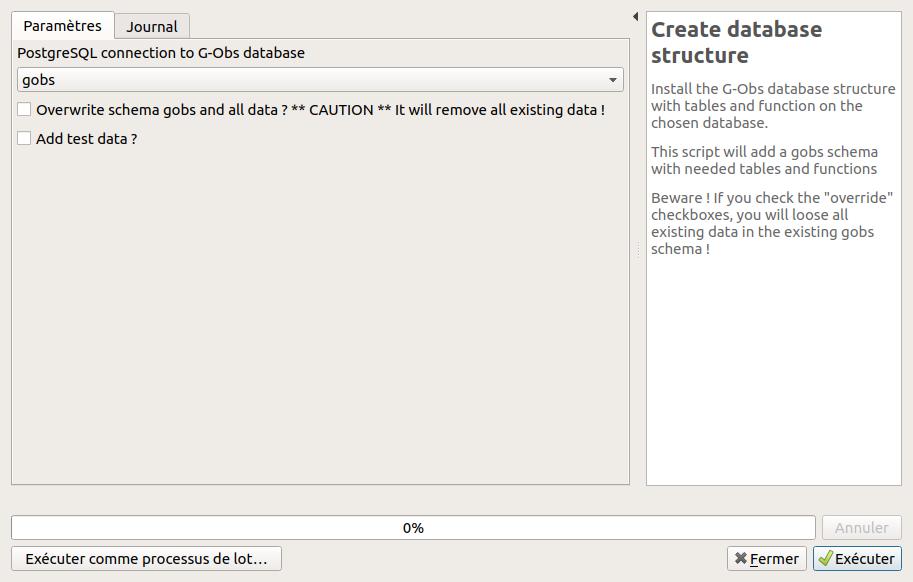 Paramètres
Journal
PostgreSQL connection to G-Obs database
gobs
Overwrite schema gobs and all data ? ** CAUTION ** It will remove all existing data !
Add test data ?
Create database
structure
Install the G-Obs database structure
with tables and function on the
chosen database.
This script will add a gobs schema
with needed tables and functions
Beware ! If you check the "override"
checkboxes, you will loose all
existing data in the existing gobs
schema !
0%
Annuler
Exécuter comme processus de lot…
Fermer
Exécuter